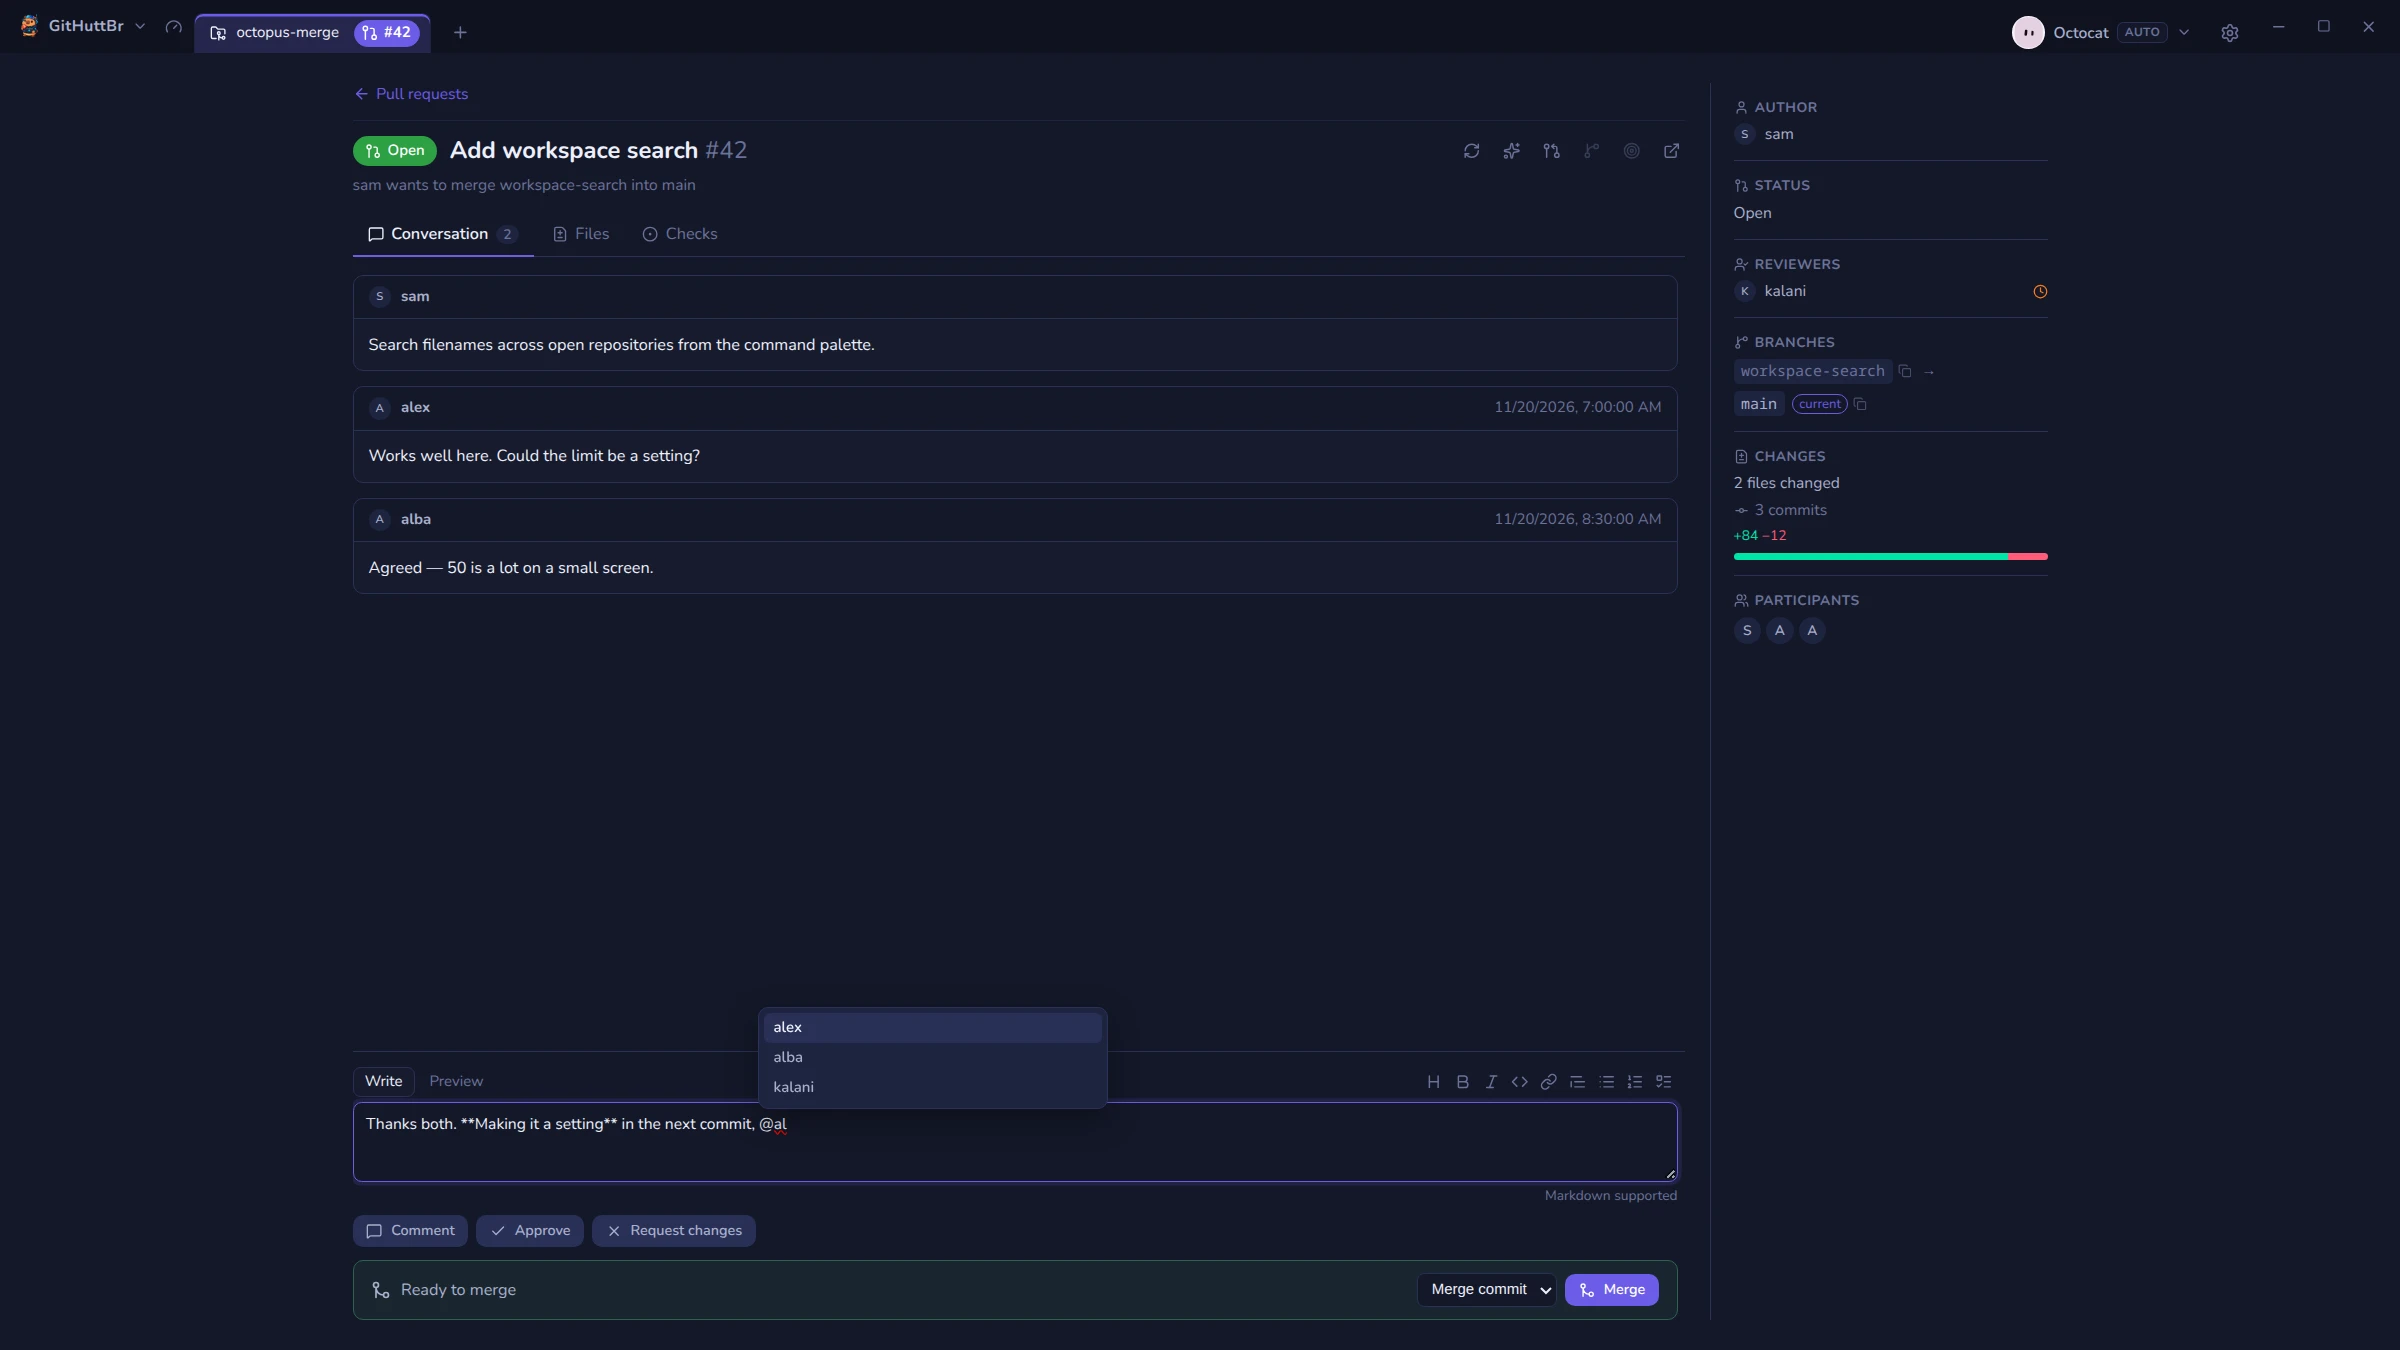 GitHuttBr
octopus-merge #42
Octocat AUTO
Pull requests
Open Add workspace search #42
sam wants to merge workspace-search into main
Conversation 2 Files Checks
S sam
Search filenames across open repositories from the command palette.
A alex 11/20/2026, 7:00:00 AM
Works well here. Could the limit be a setting?
A alba 11/20/2026, 8:30:00 AM
Agreed — 50 is a lot on a small screen.
alex
alba
kalani
Write Preview
Thanks both. **Making it a setting** in the next commit, @al
Markdown supported
Comment Approve Request changes
Ready to merge Merge commit Merge
AUTHOR
S sam
STATUS
Open
REVIEWERS
K kalani
BRANCHES
workspace-search →
main current
CHANGES
2 files changed
3 commits
+84 −12
PARTICIPANTS
S A A